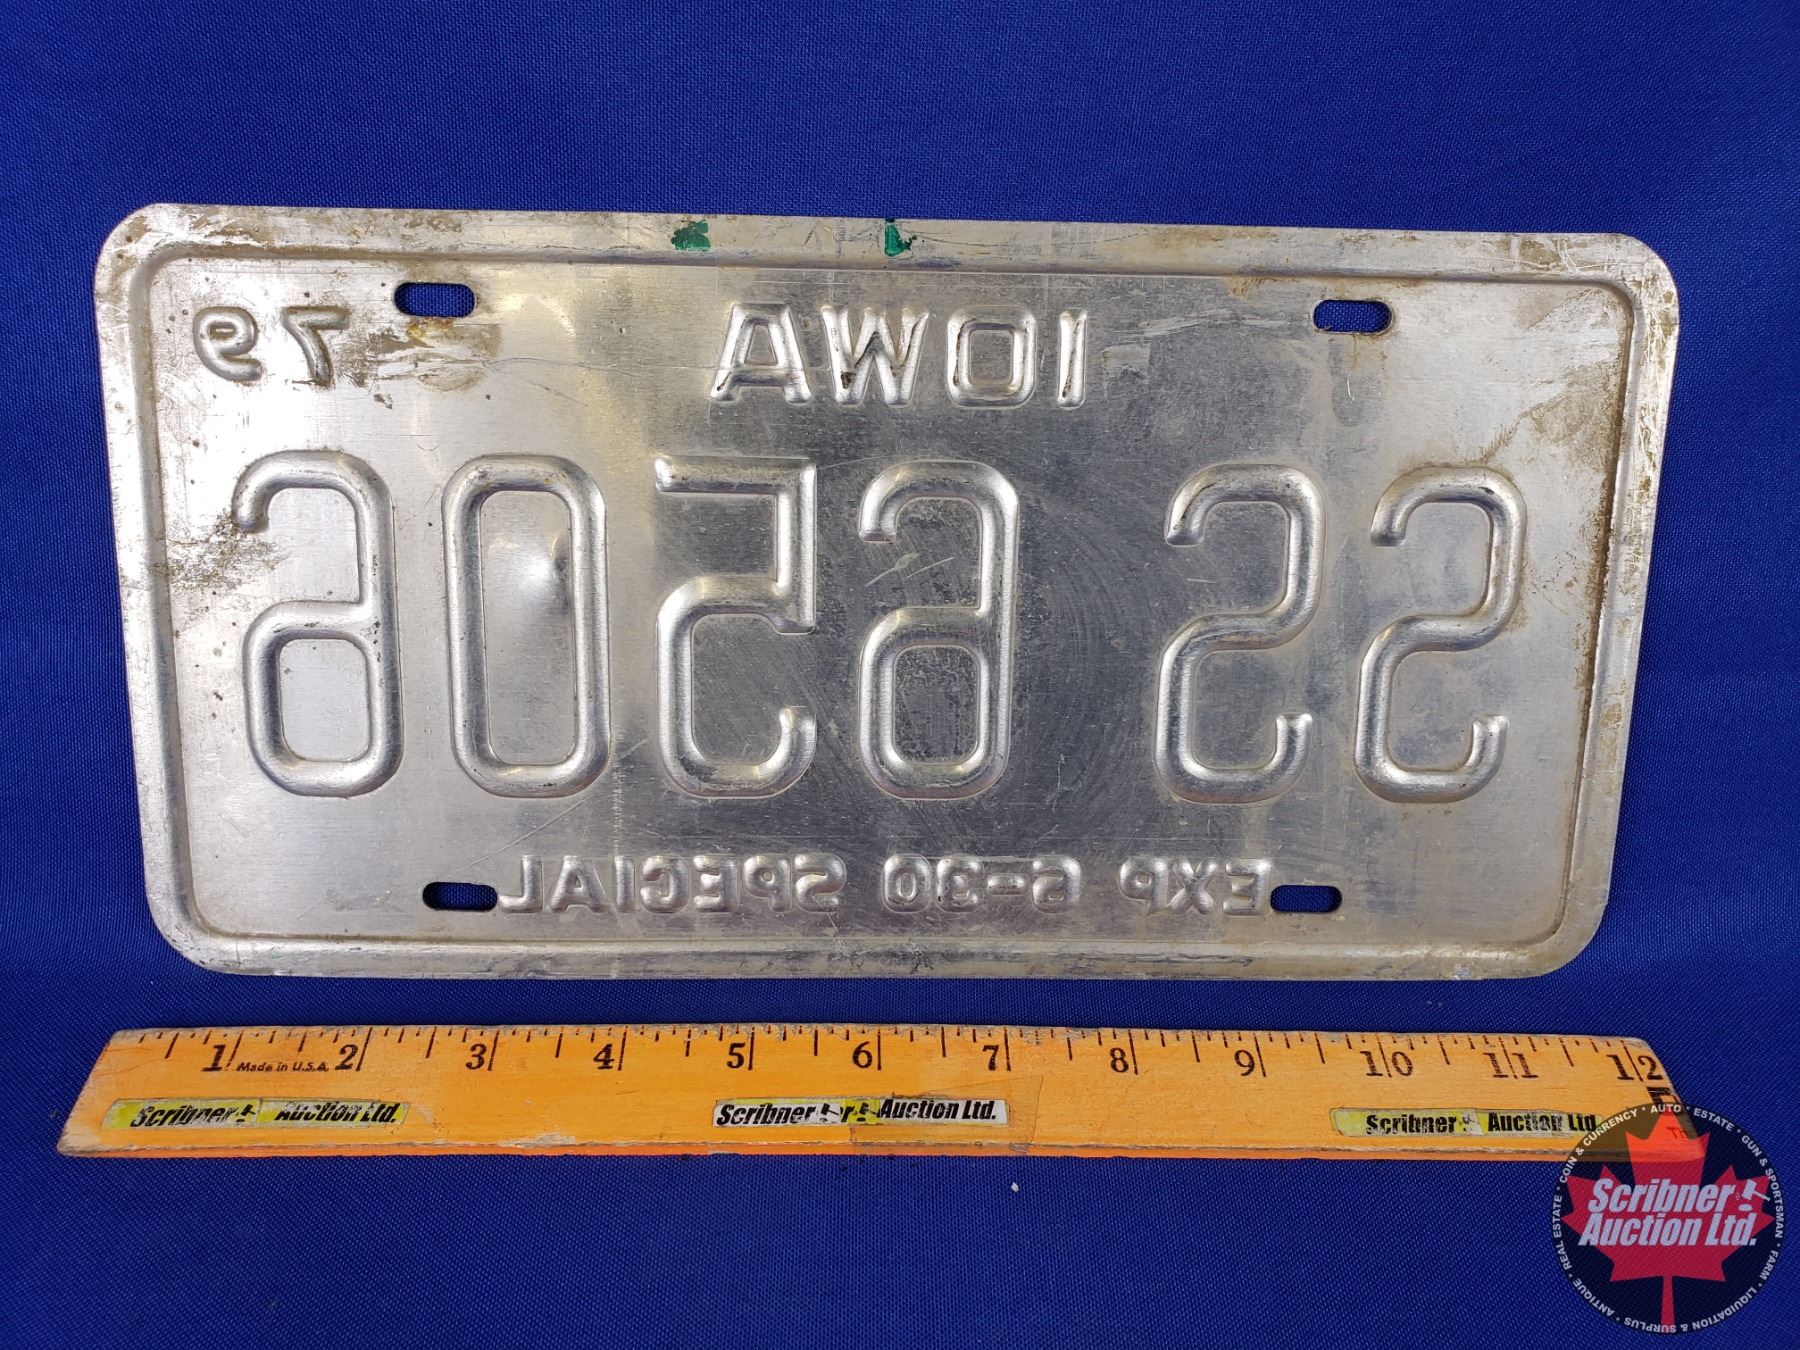 IOWA 79
SS 6506
EXP 6-30 SPECIAL
1 2 3 4 5 6 7 8 9 10 11 12
Made in U.S.A.
Scribner Auction Ltd. Scribner Auction Ltd. Scribner Auction Ltd
COIN & CURRENCY • AUTO • ESTATE • GUN & SPORTSMAN • FARM • LIQUIDATION & SURPLUS • ANTIQUE • REAL ESTATE •
Scribner
Auction Ltd.